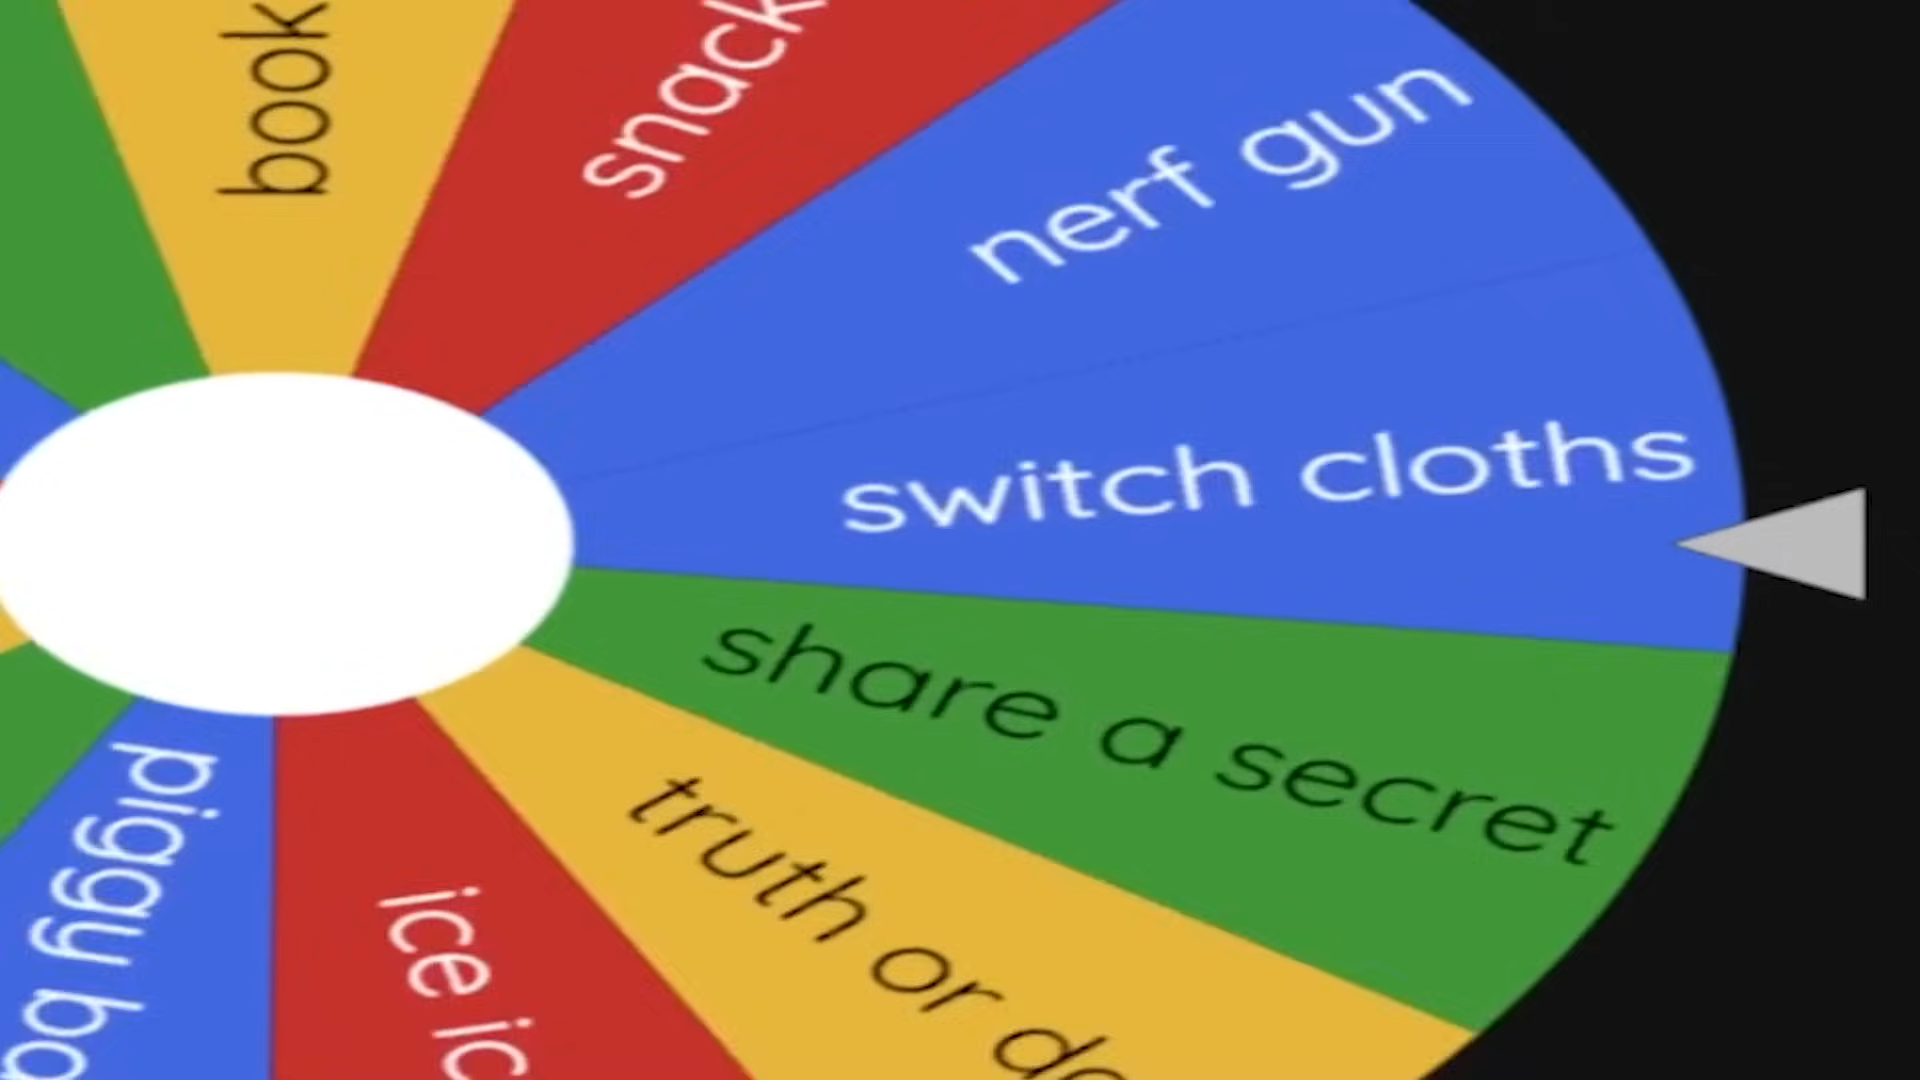 book
snack
nerf gun
switch cloths
share a secret
truth or
ice
piggy